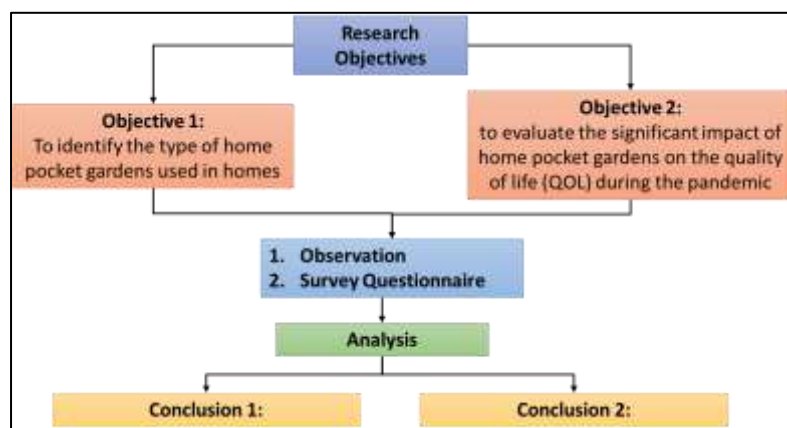 Research
Objectives
Objective 1:
To identify the type of home
pocket gardens used in homes
Objective 2:
to evaluate the significant impact of
home pocket gardens on the quality
of life (QOL) during the pandemic
1. Observation
2. Survey Questionnaire
Analysis
Conclusion 1:
Conclusion 2: